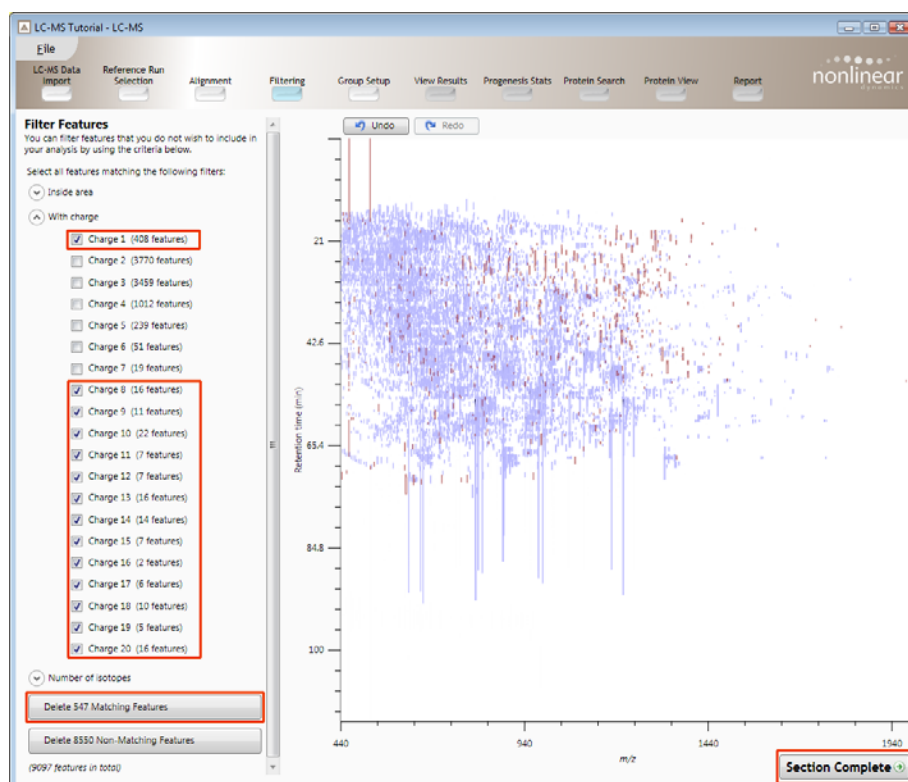 LC-MS Tutorial - LC-MS
File
LC-MS Data Import
Reference Run Selection
Alignment
Filtering
Group Setup
View Results
Progenesis Stats
Protein Search
Protein View
Report
nonlinear
dynamics
Filter Features
You can filter features that you do not wish to include in
your analysis by using the criteria below.
Select all features matching the following filters:
Inside area
With charge
Charge 1 (408 features)
Charge 2 (3770 features)
Charge 3 (3459 features)
Charge 4 (1012 features)
Charge 5 (239 features)
Charge 6 (51 features)
Charge 7 (19 features)
Charge 8 (16 features)
Charge 9 (11 features)
Charge 10 (22 features)
Charge 11 (7 features)
Charge 12 (7 features)
Charge 13 (16 features)
Charge 14 (14 features)
Charge 15 (7 features)
Charge 16 (2 features)
Charge 17 (6 features)
Charge 18 (10 features)
Charge 19 (5 features)
Charge 20 (16 features)
Number of isotopes
Delete 547 Matching Features
Delete 8550 Non-Matching Features
(9097 features in total)
Undo
Redo
Retention time (min)
21
42.6
65.4
84.8
100
440
940
1440
1940
m/z
Section Complete